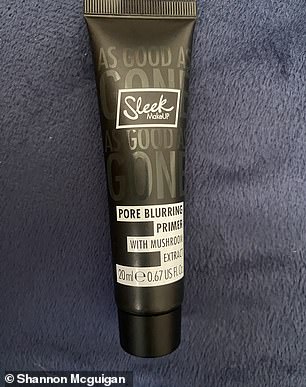 AS GOOD AS
GONE
Sleek
MakeUP
AS GOOD AS
GONE
PORE BLURRING
PRIMER
WITH MUSHROOM
EXTRACT
20ml ℮ 0.67 US Fl. Oz
© Shannon Mcguigan